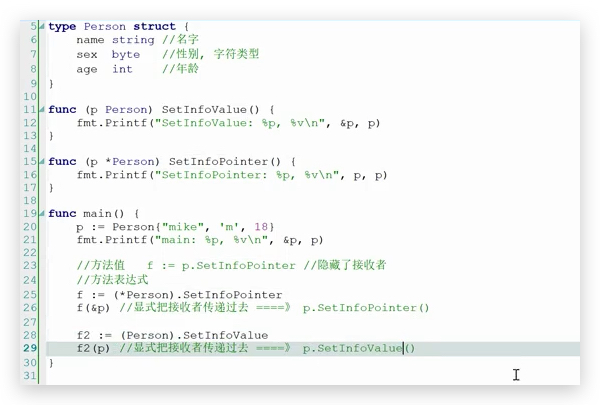 5 type Person struct {
6 name string //名字
7 sex byte //性别, 字符类型
8 age int //年龄
9 }
10
11 func (p Person) SetInfoValue() {
12 fmt.Printf("SetInfoValue: %p, %v\n", &p, p)
13 }
14
15 func (p *Person) SetInfoPointer() {
16 fmt.Printf("SetInfoPointer: %p, %v\n", p, p)
17 }
18
19 func main() {
20 p := Person{"mike", 'm', 18}
21 fmt.Printf("main: %p, %v\n", &p, p)
22
23 //方法值 f := p.SetInfoPointer //隐藏了接收者
24 //方法表达式
25 f := (*Person).SetInfoPointer
26 f(&p) //显式把接收者传递过去 ====》 p.SetInfoPointer()
27
28 f2 := (Person).SetInfoValue
29 f2(p) //显式把接收者传递过去 ====》 p.SetInfoValue()
30 }
31